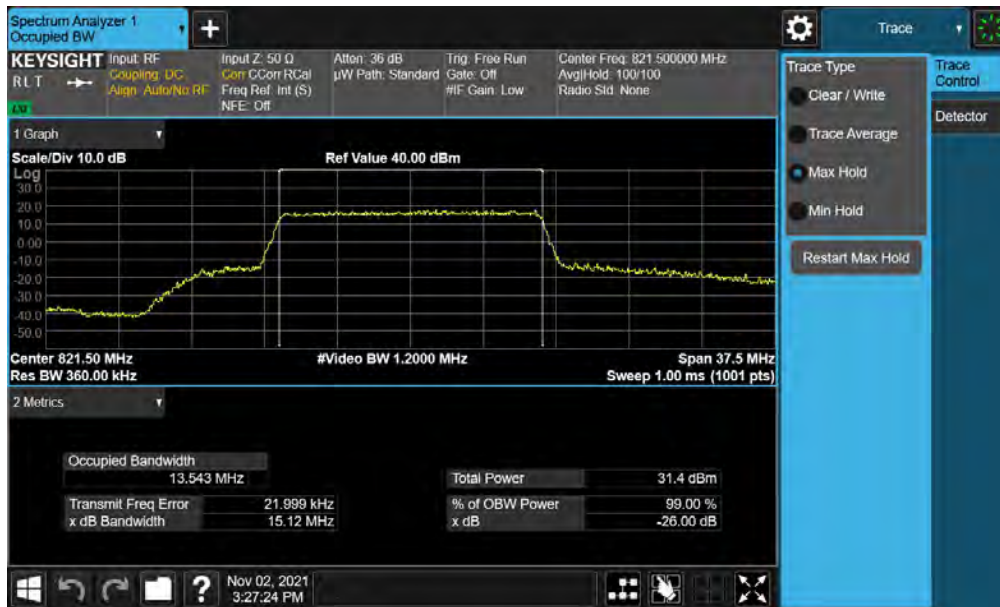 Spectrum Analyzer 1
Occupied BW
+
Trace
KEYSIGHT
RLT
LXI
Input: RF
Coupling: DC
Align: Auto/No RF
Input Z: 50 Ω
Corr CCorr RCal
Freq Ref: Int (S)
NFE: Off
Atten: 36 dB
µW Path: Standard
Trig: Free Run
Gate: Off
#IF Gain: Low
Center Freq: 821.500000 MHz
Avg|Hold: 100/100
Radio Std: None
Trace Type
Clear / Write
Trace Average
Max Hold
Min Hold
Restart Max Hold
Trace
Control
Detector
1 Graph
Scale/Div 10.0 dB
Ref Value 40.00 dBm
Log
30.0
20.0
10.0
0.00
-10.0
-20.0
-30.0
-40.0
-50.0
Center 821.50 MHz
#Video BW 1.2000 MHz
Span 37.5 MHz
Res BW 360.00 kHz
Sweep 1.00 ms (1001 pts)
2 Metrics
Occupied Bandwidth
13.543 MHz
Total Power 31.4 dBm
Transmit Freq Error 21.999 kHz
% of OBW Power 99.00 %
x dB Bandwidth 15.12 MHz
x dB -26.00 dB
?
Nov 02, 2021
3:27:24 PM